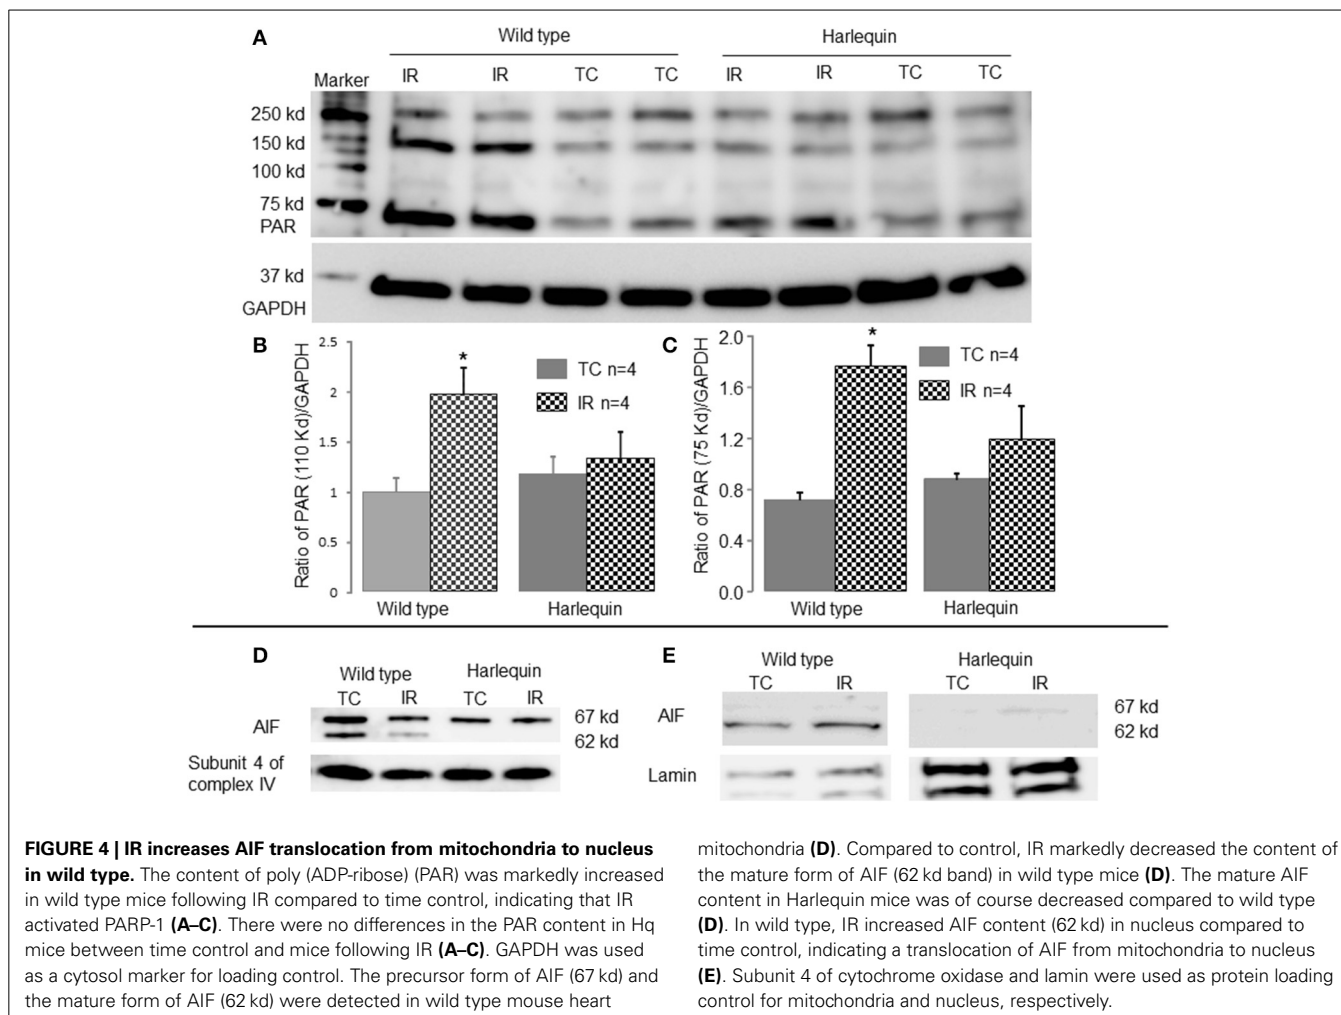 A
Wild type
Harlequin
Marker
IR
IR
TC
TC
IR
IR
TC
TC
250 kd
150 kd
100 kd
75 kd
PAR
37 kd
GAPDH
B
Ratio of PAR (110 Kd)/GAPDH
2.5
2
1.5
1
0.5
0
*
TC n=4
IR n=4
Wild type
Harlequin
C
Ratio of PAR (75 Kd)/GAPDH
2.0
1.6
1.2
0.8
0.4
0.0
*
TC n=4
IR n=4
Wild type
Harlequin
D
Wild type
Harlequin
TC
IR
TC
IR
AIF
67 kd
62 kd
Subunit 4 of
complex IV
E
Wild type
Harlequin
TC
IR
TC
IR
AIF
67 kd
62 kd
Lamin
FIGURE 4 | IR increases AIF translocation from mitochondria to nucleus
in wild type. The content of poly (ADP-ribose) (PAR) was markedly increased
in wild type mice following IR compared to time control, indicating that IR
activated PARP-1 (A–C). There were no differences in the PAR content in Hq
mice between time control and mice following IR (A–C). GAPDH was used
as a cytosol marker for loading control. The precursor form of AIF (67 kd) and
the mature form of AIF (62 kd) were detected in wild type mouse heart
mitochondria (D). Compared to control, IR markedly decreased the content of
the mature form of AIF (62 kd band) in wild type mice (D). The mature AIF
content in Harlequin mice was of course decreased compared to wild type
(D). In wild type, IR increased AIF content (62 kd) in nucleus compared to
time control, indicating a translocation of AIF from mitochondria to nucleus
(E). Subunit 4 of cytochrome oxidase and lamin were used as protein loading
control for mitochondria and nucleus, respectively.